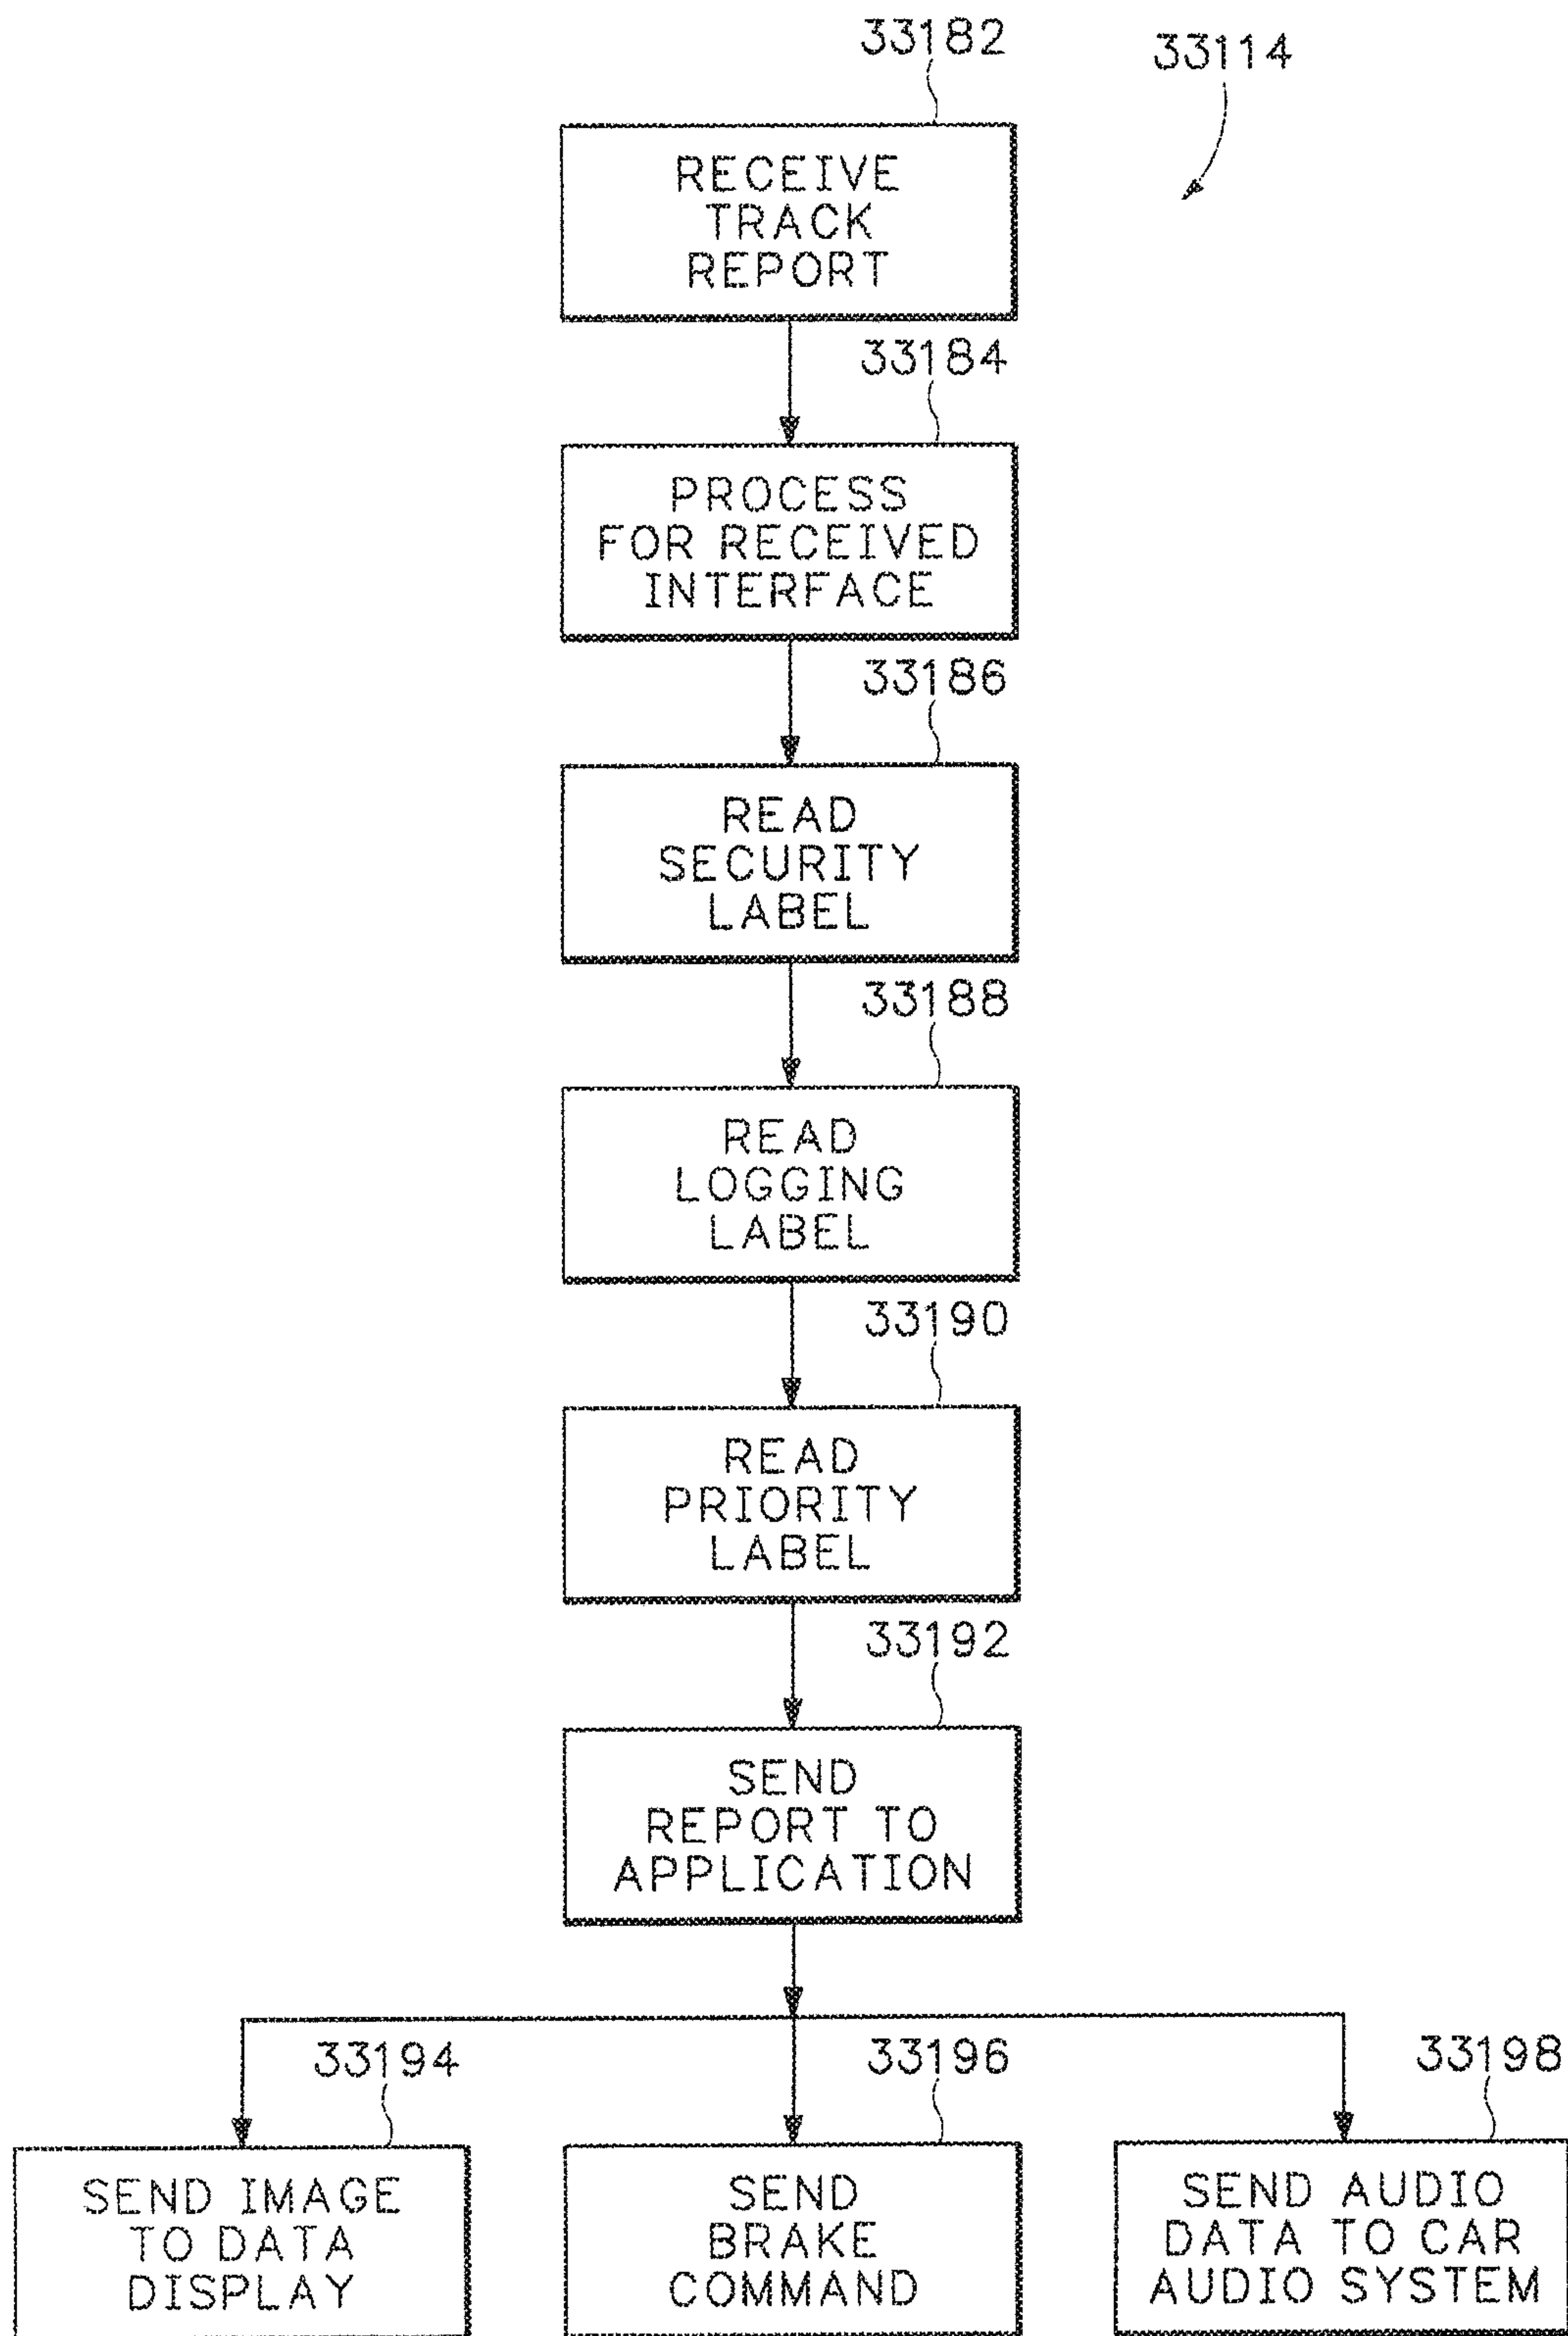 33182
33114
RECEIVE
TRACK
REPORT
33184
PROCESS
FOR RECEIVED
INTERFACE
33186
READ
SECURITY
LABEL
33188
READ
LOGGING
LABEL
33190
READ
PRIORITY
LABEL
33192
SEND
REPORT TO
APPLICATION
33194
SEND IMAGE
TO DATA
DISPLAY
33196
SEND
BRAKE
COMMAND
33198
SEND AUDIO
DATA TO CAR
AUDIO SYSTEM